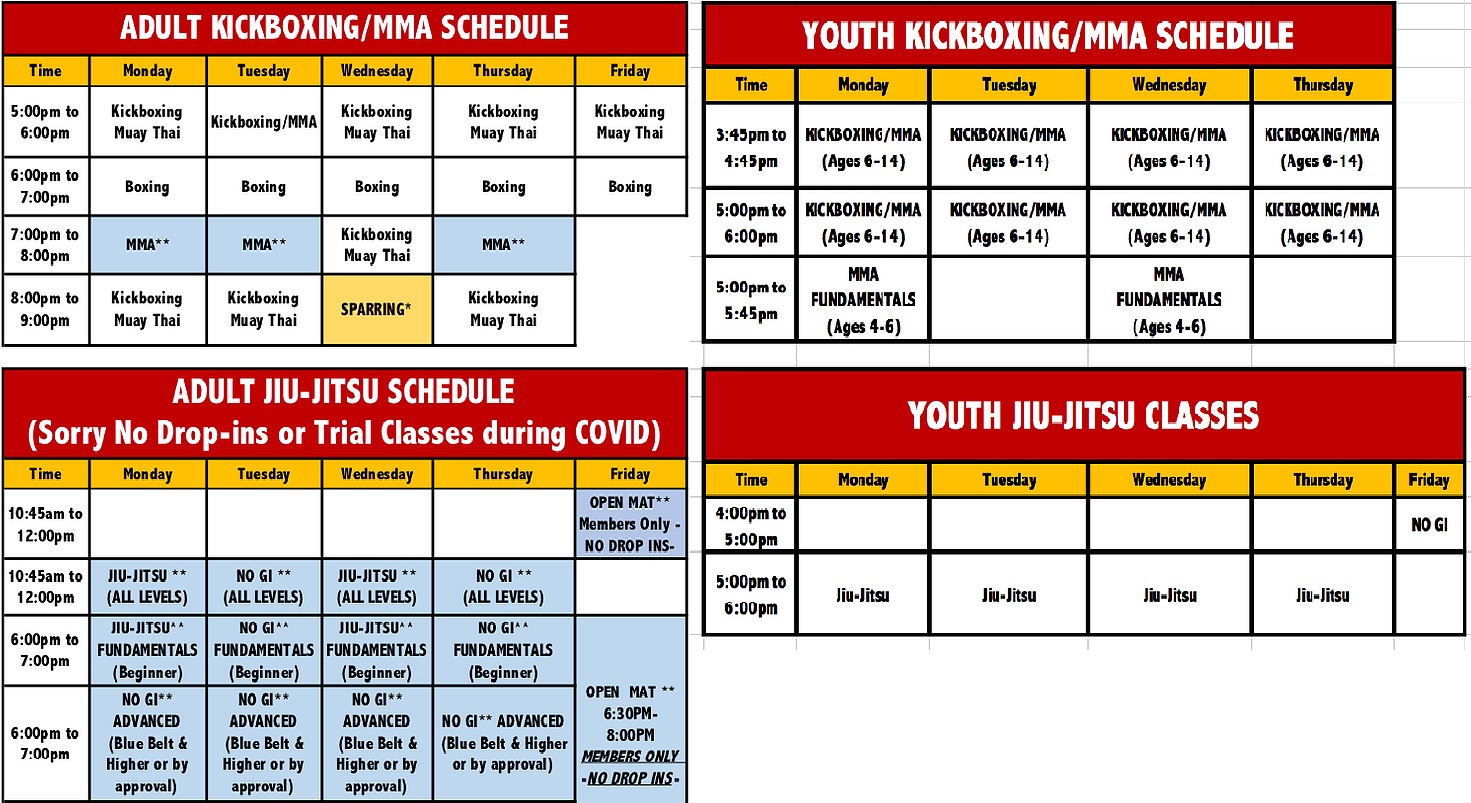 ADULT KICKBOXING/MMA SCHEDULE
Time Monday Tuesday Wednesday Thursday Friday
5:00pm to
6:00pm
Kickboxing
Muay Thai
Kickboxing/MMA
Kickboxing
Muay Thai
Kickboxing
Muay Thai
Kickboxing
Muay Thai
6:00pm to
7:00pm
Boxing Boxing Boxing Boxing Boxing
7:00pm to
8:00pm
MMA**
MMA**
Kickboxing
Muay Thai
MMA**
8:00pm to
9:00pm
Kickboxing
Muay Thai
Kickboxing
Muay Thai
SPARRING*
Kickboxing
Muay Thai
YOUTH KICKBOXING/MMA SCHEDULE
Time Monday Tuesday Wednesday Thursday
3:45pm to
4:45pm
KICKBOXING/MMA
(Ages 6-14)
KICKBOXING/MMA
(Ages 6-14)
KICKBOXING/MMA
(Ages 6-14)
KICKBOXING/MMA
(Ages 6-14)
5:00pm to
6:00pm
KICKBOXING/MMA
(Ages 6-14)
KICKBOXING/MMA
(Ages 6-14)
KICKBOXING/MMA
(Ages 6-14)
KICKBOXING/MMA
(Ages 6-14)
5:00pm to
5:45pm
MMA
FUNDAMENTALS
(Ages 4-6)
MMA
FUNDAMENTALS
(Ages 4-6)
ADULT JIU-JITSU SCHEDULE
(Sorry No Drop-ins or Trial Classes during COVID)
Time Monday Tuesday Wednesday Thursday Friday
10:45am to
12:00pm
OPEN MAT**
Members Only -
NO DROP INS-
10:45am to
12:00pm
JIU-JITSU **
(ALL LEVELS)
NO GI **
(ALL LEVELS)
JIU-JITSU **
(ALL LEVELS)
NO GI **
(ALL LEVELS)
6:00pm to
7:00pm
JIU-JITSU**
FUNDAMENTALS
(Beginner)
NO GI**
FUNDAMENTALS
(Beginner)
JIU-JITSU**
FUNDAMENTALS
(Beginner)
NO GI**
FUNDAMENTALS
(Beginner)
6:00pm to
7:00pm
NO GI**
ADVANCED
(Blue Belt &
Higher or by
approval)
NO GI**
ADVANCED
(Blue Belt &
Higher or by
approval)
NO GI**
ADVANCED
(Blue Belt &
Higher or by
approval)
NO GI** ADVANCED
(Blue Belt & Higher
or by approval)
OPEN MAT **
6:30PM-
8:00PM
MEMBERS ONLY
-NO DROP INS-
YOUTH JIU-JITSU CLASSES
Time Monday Tuesday Wednesday Thursday Friday
4:00pm to
5:00pm
NO GI
5:00pm to
6:00pm
Jiu-Jitsu Jiu-Jitsu Jiu-Jitsu Jiu-Jitsu